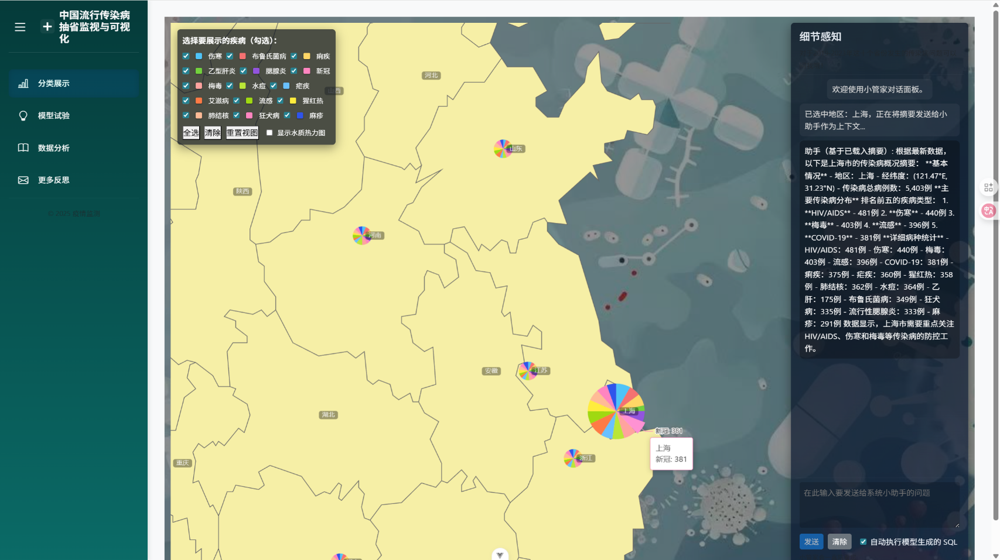 中国流行传染病
抽省监视与可视
化
分类展示
模型试验
数据分析
更多反思
© 2025 疫情监测
选择要展示的疾病（勾选）：
伤寒 布鲁氏菌病 痢疾
乙型肝炎 腮腺炎 新冠
梅毒 水痘 疟疾
艾滋病 流感 猩红热
肺结核 狂犬病 麻疹
全选 清除 重置视图 显示水质热力图
河北
山西
山东
陕西
河南
安徽
江苏
上海
湖北
新冠: 381
上海
新冠: 381
浙江
重庆
细节感知
欢迎使用小管家对话面板。
已选中地区：上海，正在将摘要发送给小
助手作为上下文...
助手（基于已载入摘要）: 根据最新数据，
以下是上海市的传染病概况摘要： **基本
情况** - 地区：上海 - 经纬度：(121.47°E,
31.23°N) - 传染病总病例数：5,403例 **主
要传染病分布** 排名前五的疾病类型： 1.
**HIV/AIDS** - 481例 2. **伤寒** - 440例 3.
**梅毒** - 403例 4. **流感** - 396例 5.
**COVID-19** - 381例 **详细病种统计** -
HIV/AIDS：481例 - 伤寒：440例 - 梅毒：
403例 - 流感：396例 - COVID-19：381例 -
痢疾：375例 - 疟疾：360例 - 猩红热：358
例 - 肺结核：362例 - 水痘：364例 - 乙
肝：175例 - 布鲁氏菌病：349例 - 狂犬
病：335例 - 流行性腮腺炎：333例 - 麻
疹：291例 数据显示，上海市需要重点关注
HIV/AIDS、伤寒和梅毒等传染病的防控工
作。
在此输入要发送给系统小助手的问题
发送 清除 自动执行模型生成的 SQL